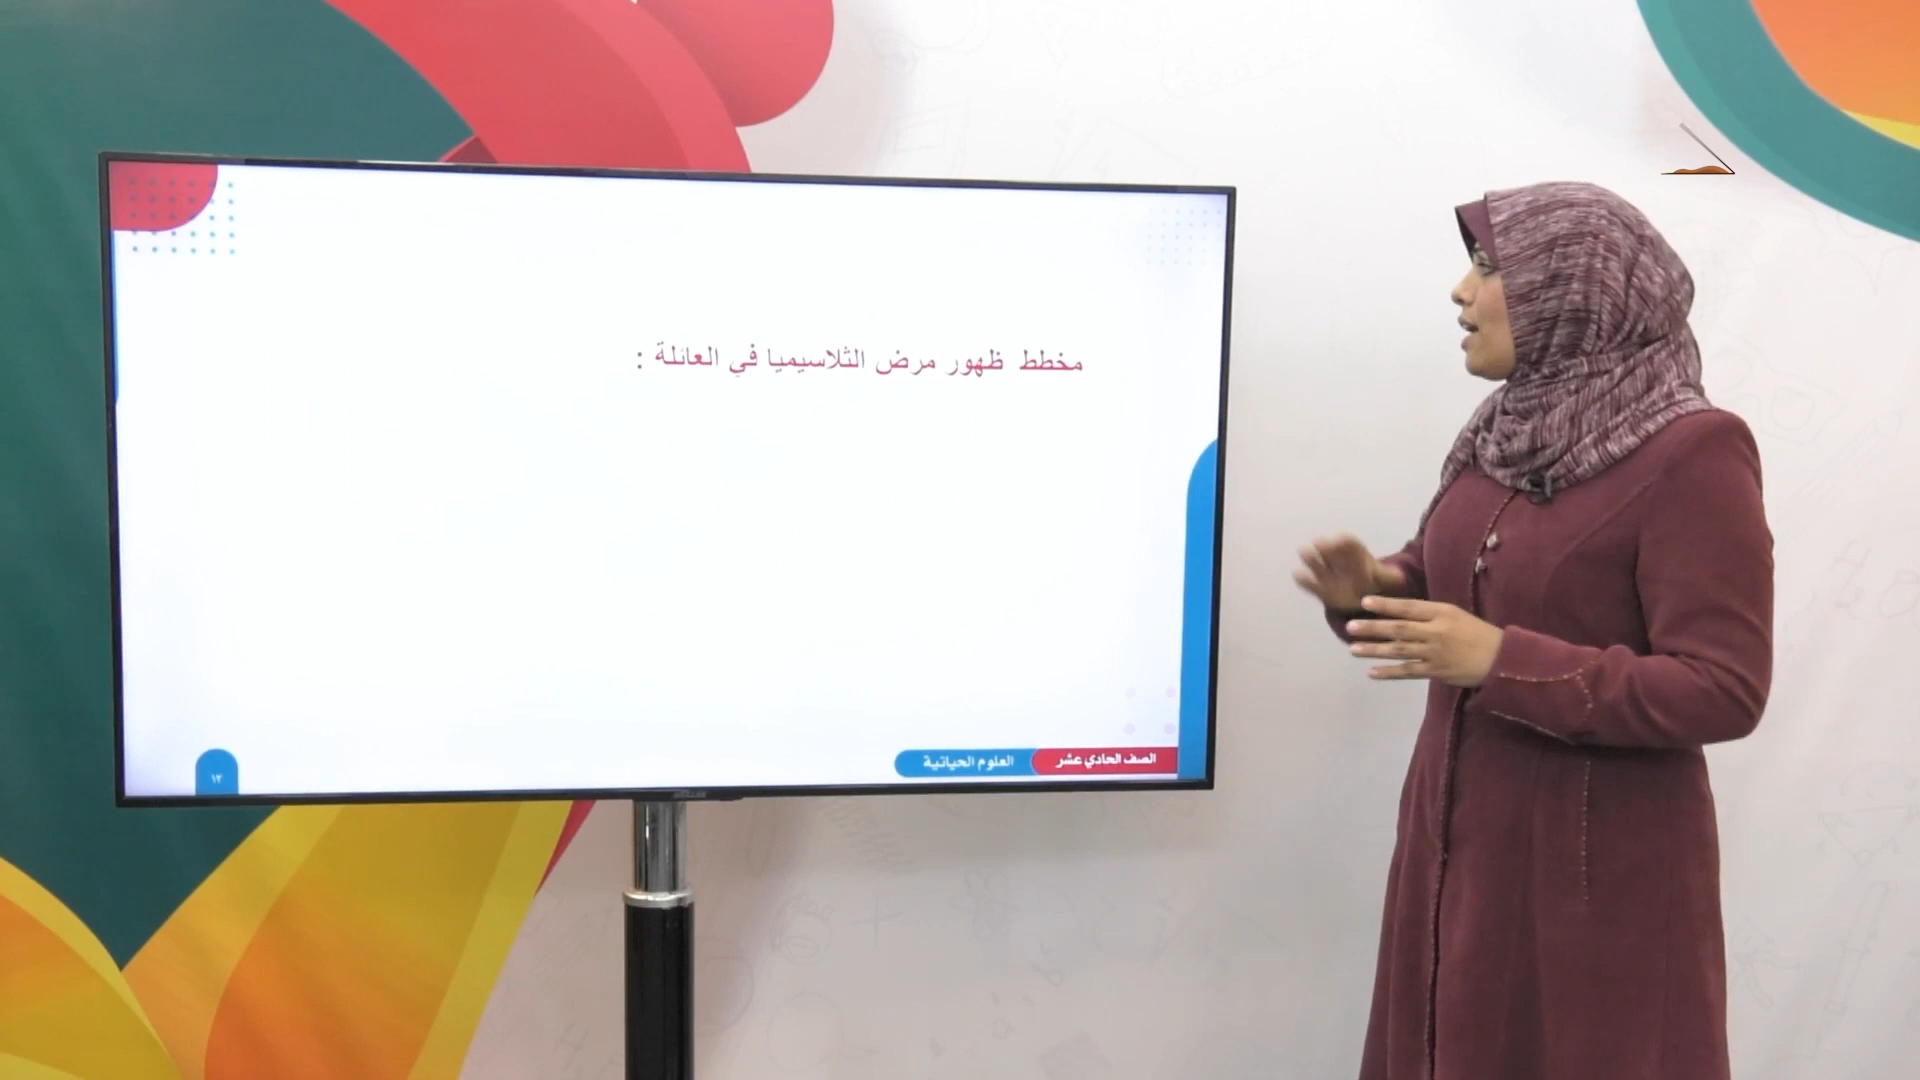 مخطط ظهور مرض الثلاسيميا في العائلة :
الصف الحادي عشر
العلوم الحياتية
١٢